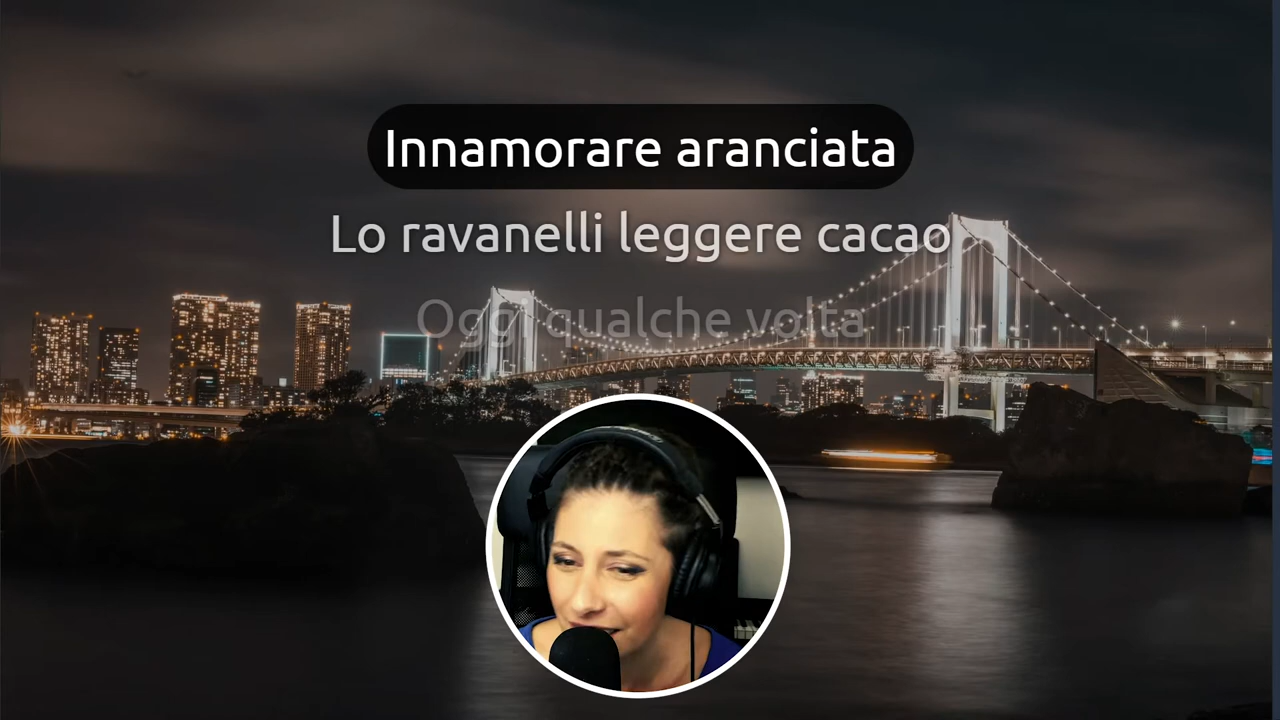 Innamorare aranciata
Lo ravanelli leggere cacao
Oggi qualche volta